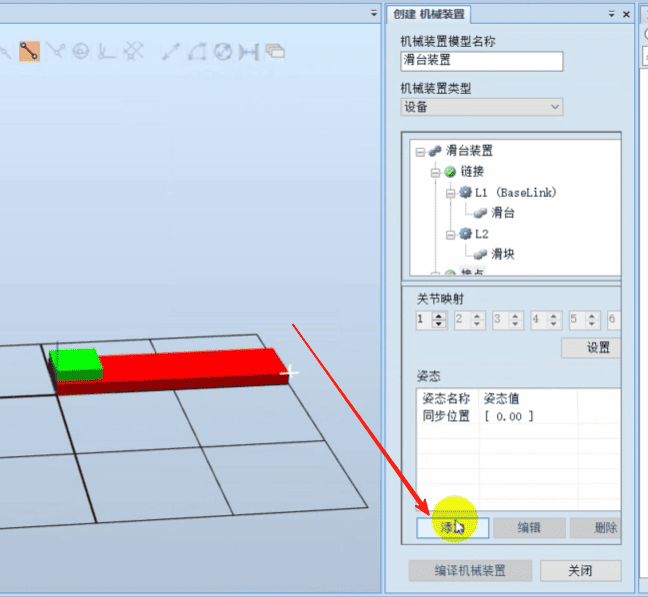 创建 机械装置
机械装置模型名称
滑台装置
机械装置类型
设备
滑台装置
链接
L1 (BaseLink)
滑台
L2
滑块
接点
关节映射
1 2 3 4 5 6
设置
姿态
姿态名称 姿态值
同步位置 [ 0.00 ]
添加 编辑 删除
编译机械装置 关闭